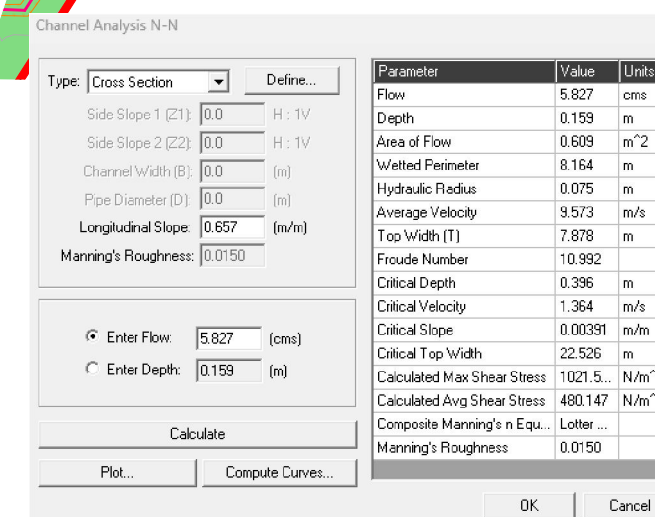 Channel Analysis N-N
Type: Cross Section Define...
Side Slope 1 (Z1): 0.0 H : 1V
Side Slope 2 (Z2): 0.0 H : 1V
Channel Width (B): 0.0 (m)
Pipe Diameter (D): 0.0 (m)
Longitudinal Slope: 0.657 (m/m)
Manning's Roughness: 0.0150
Enter Flow: 5.827 (cms)
Enter Depth: 0.159 (m)
Calculate
Plot... Compute Curves...
Parameter Value Units
Flow 5.827 cms
Depth 0.159 m
Area of Flow 0.609 m^2
Wetted Perimeter 8.164 m
Hydraulic Radius 0.075 m
Average Velocity 9.573 m/s
Top Width (T) 7.878 m
Froude Number 10.992
Critical Depth 0.396 m
Critical Velocity 1.364 m/s
Critical Slope 0.00391 m/m
Critical Top Width 22.526 m
Calculated Max Shear Stress 1021.5... N/m^
Calculated Avg Shear Stress 480.147 N/m^
Composite Manning's n Equ... Lotter ...
Manning's Roughness 0.0150
OK Cancel